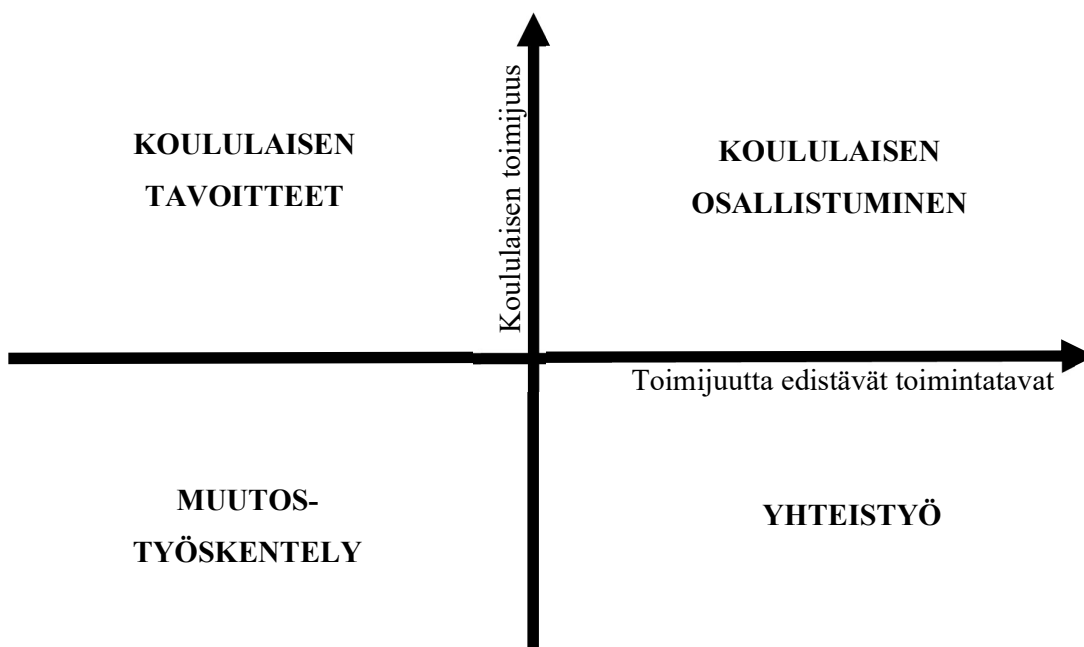 KOULULAISEN
TAVOITTEET
Koululaisen toimijuus
KOULULAISEN
OSALLISTUMINEN
Toimijuutta edistävät toimintatavat
MUUTOS-
TYÖSKENTELY
YHTEISTYÖ